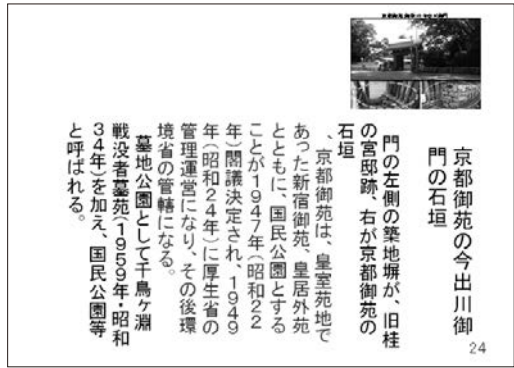 京都御苑の今出川御
門の石垣
門の左側の築地塀が、旧桂
の宮邸跡、右が京都御苑の
石垣
、京都御苑は、皇室苑地で
あった新宿御苑、皇居外苑
とともに、国民公園とする
ことが1947年(昭和22
年)閣議決定され、1949
年(昭和24年)に厚生省の
管理運営になり、その後環
境省の管轄になる。
墓地公園として千鳥ヶ淵
戦没者墓苑(1959年・昭和
34年)を加え、国民公園等
と呼ばれる。
24